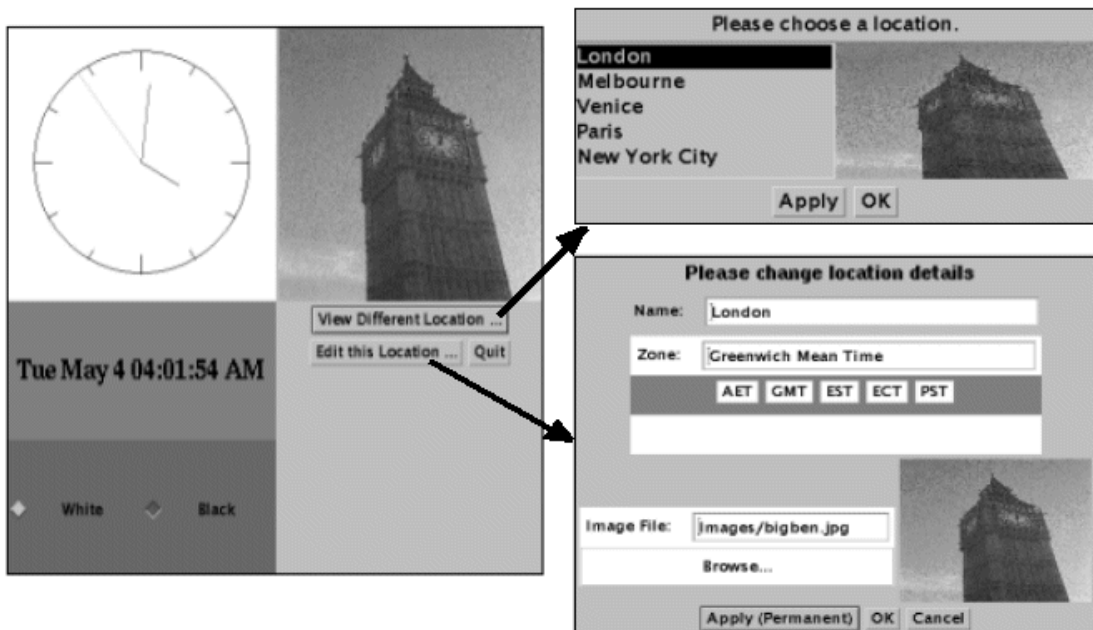 View Different Location ...
Edit this Location ... Quit
Tue May 4 04:01:54 AM
White Black
Please choose a location.
London
Melbourne
Venice
Paris
New York City
Apply OK
Please change location details
Name: London
Zone: Greenwich Mean Time
AET GMT EST ECT PST
Image File: images/bigben.jpg
Browse...
Apply (Permanent) OK Cancel